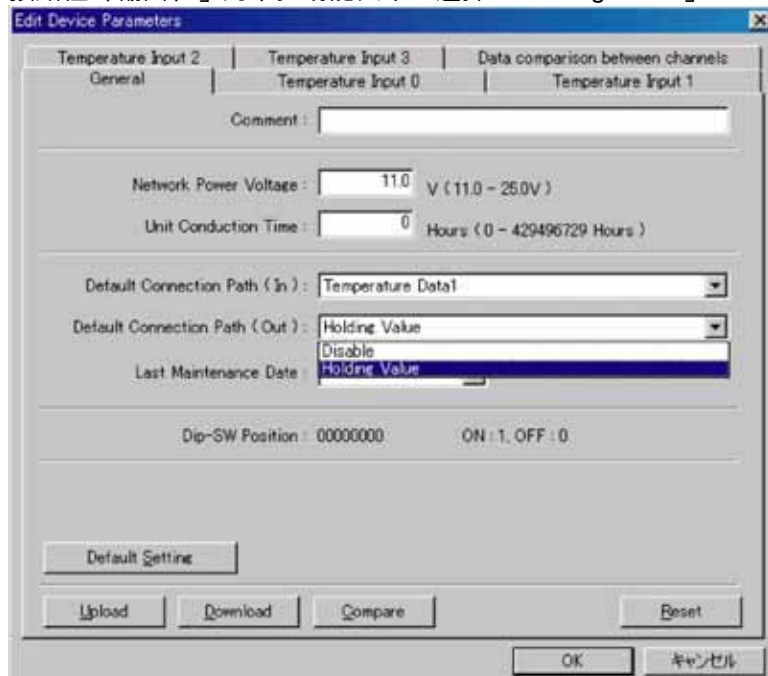 Edit Device Parameters
Temperature Input 2
Temperature Input 3
Data comparison between channels
General
Temperature Input 0
Temperature Input 1
Comment :
Network Power Voltage :
11.0
V ( 11.0 - 25.0V )
Unit Conduction Time :
0
Hours ( 0 - 429496729 Hours )
Default Connection Path ( In ) :
Temperature Data1
Default Connection Path ( Out ) :
Holding Value
Disable
Holding Value
Last Maintenance Date :
Dip-SW Position :
00000000
ON : 1, OFF : 0
Default Setting
Upload
Download
Compare
Reset
OK
キャンセル